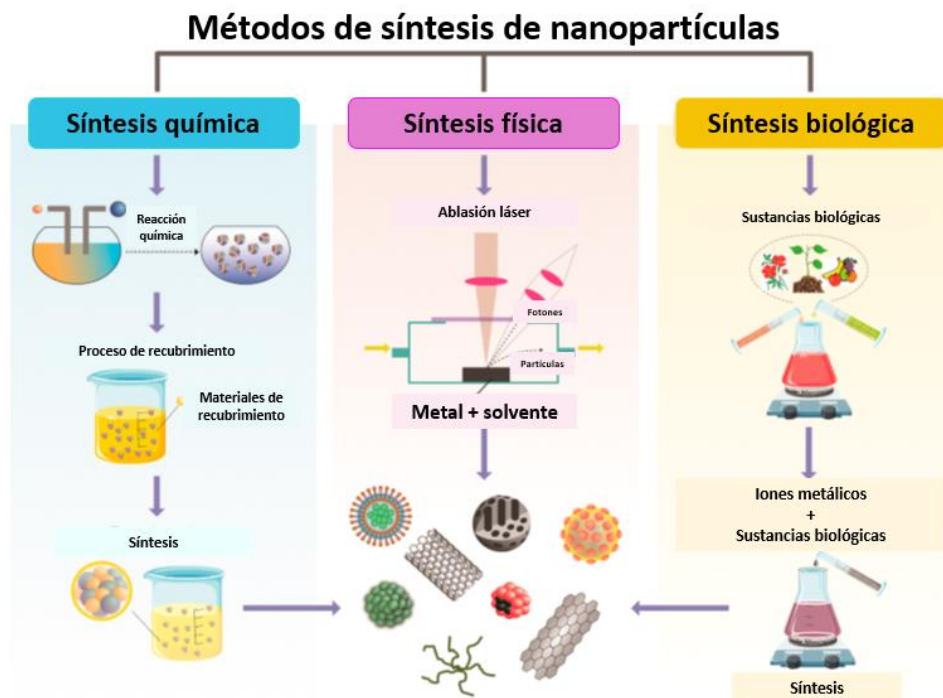 Métodos de síntesis de nanopartículas
Síntesis química
Reacción
química
Proceso de recubrimiento
Materiales de
recubrimiento
Síntesis
Síntesis física
Ablasión láser
Fotones
Partículas
Metal + solvente
Síntesis biológica
Sustancias biológicas
Iones metálicos
+
Sustancias biológicas
Síntesis